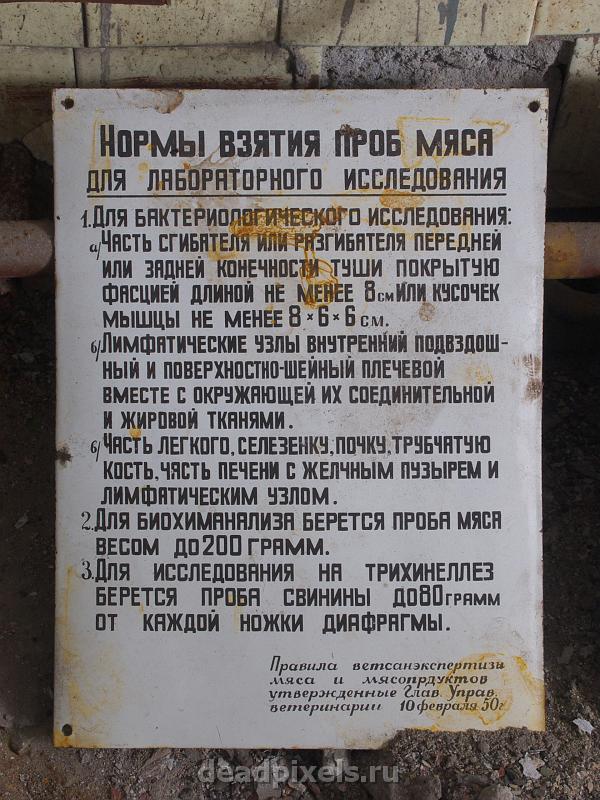 НОРМЫ ВЗЯТИЯ ПРОБ МЯСА
ДЛЯ ЛАБОРАТОРНОГО ИССЛЕДОВАНИЯ
1. ДЛЯ БАКТЕРИОЛОГИЧЕСКОГО ИССЛЕДОВАНИЯ:
а/ ЧАСТЬ СГИБАТЕЛЯ ИЛИ РАЗГИБАТЕЛЯ ПЕРЕДНЕЙ
ИЛИ ЗАДНЕЙ КОНЕЧНОСТИ ТУШИ ПОКРЫТУЮ
ФАСЦИЕЙ ДЛИНОЙ НЕ МЕНЕЕ 8 см ИЛИ КУСОЧЕК
МЫШЦЫ НЕ МЕНЕЕ 8×6×6 см.
б/ ЛИМФАТИЧЕСКИЕ УЗЛЫ ВНУТРЕННИЙ ПОДВЗДОШ-
НЫЙ И ПОВЕРХНОСТНО-ШЕЙНЫЙ ПЛЕЧЕВОЙ
ВМЕСТЕ С ОКРУЖАЮЩЕЙ ИХ СОЕДИНИТЕЛЬНОЙ
И ЖИРОВОЙ ТКАНЯМИ.
в/ ЧАСТЬ ЛЕГКОГО, СЕЛЕЗЕНКУ, ПОЧКУ, ТРУБЧАТУЮ
КОСТЬ, ЧАСТЬ ПЕЧЕНИ С ЖЕЛЧНЫМ ПУЗЫРЕМ И
ЛИМФАТИЧЕСКИМ УЗЛОМ.
2. ДЛЯ БИОХИМАНАЛИЗА БЕРЕТСЯ ПРОБА МЯСА
ВЕСОМ ДО 200 ГРАММ.
3. ДЛЯ ИССЛЕДОВАНИЯ НА ТРИХИНЕЛЛЕЗ
БЕРЕТСЯ ПРОБА СВИНИНЫ ДО 80 ГРАММ
ОТ КАЖДОЙ НОЖКИ ДИАФРАГМЫ.
Правила ветсанэкспертизы
мяса и мясопрдуктов
утвержденные Глав. Управ.
ветеринарии 10 февраля 50г.
deadpixels.ru